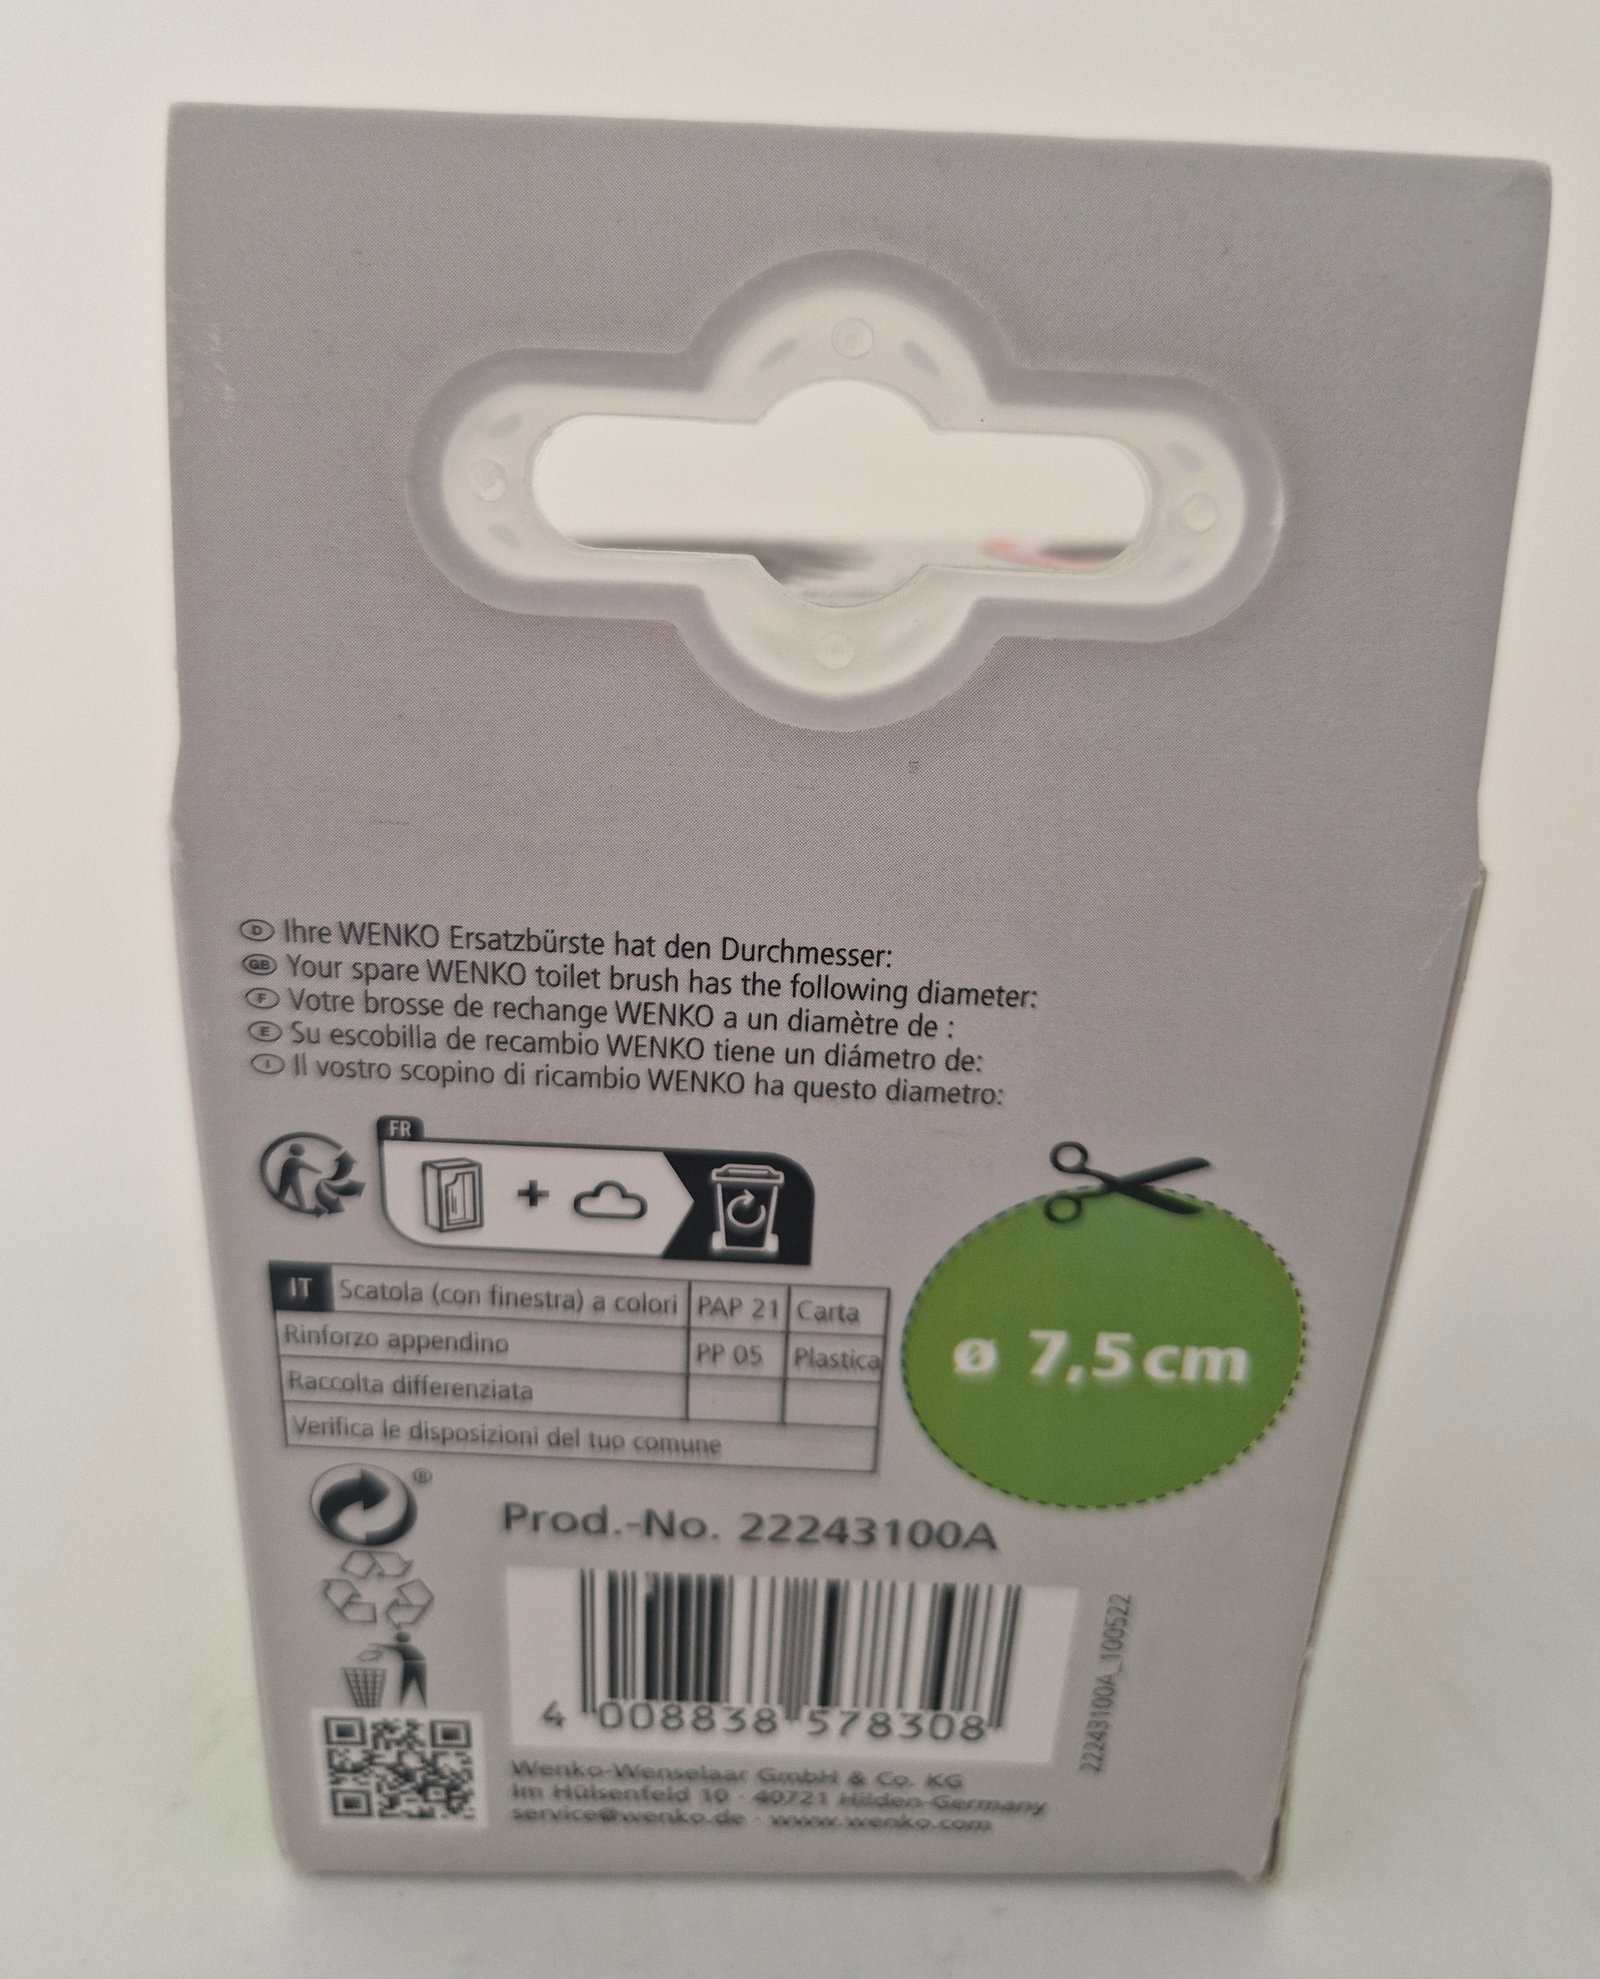 D Ihre WENKO Ersatzbürste hat den Durchmesser:
GB Your spare WENKO toilet brush has the following diameter:
F Votre brosse de rechange WENKO a un diamètre de :
E Su escobilla de recambio WENKO tiene un diámetro de:
I Il vostro scopino di ricambio WENKO ha questo diametro:
FR
+
IT Scatola (con finestra) a colori PAP 21 Carta
Rinforzo appendino PP 05 Plastica
Raccolta differenziata
Verifica le disposizioni del tuo comune
ø 7,5 cm
®
Prod.-No. 22243100A
4 008838 578308
22243100A_100522
Wenko-Wenselaar GmbH & Co. KG
Im Hülsenfeld 10 · 40721 Hilden-Germany
service@wenko.de · www.wenko.com